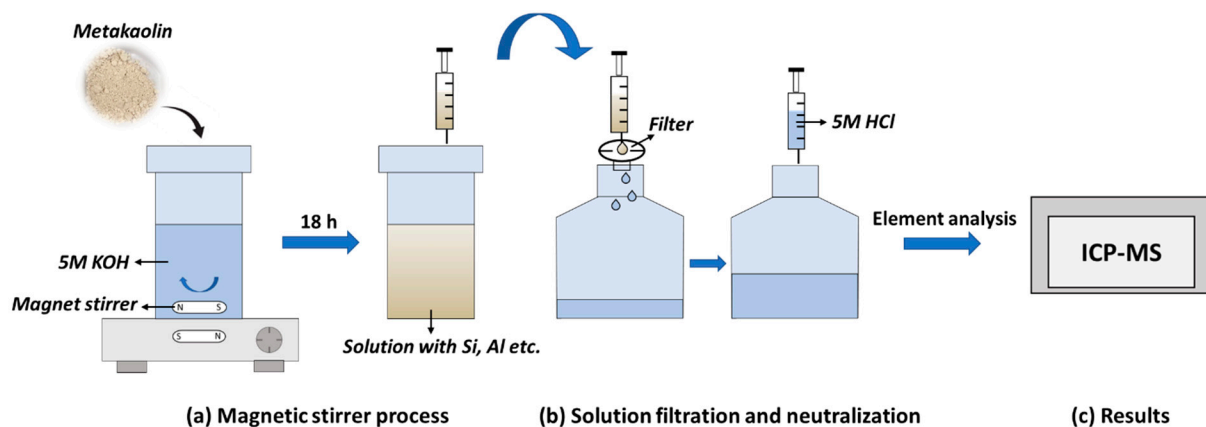 Metakaolin
5M KOH
Magnet stirrer
N S
S N
18 h
Solution with Si, Al etc.
Filter
5M HCl
Element analysis
ICP-MS
(a) Magnetic stirrer process
(b) Solution filtration and neutralization
(c) Results